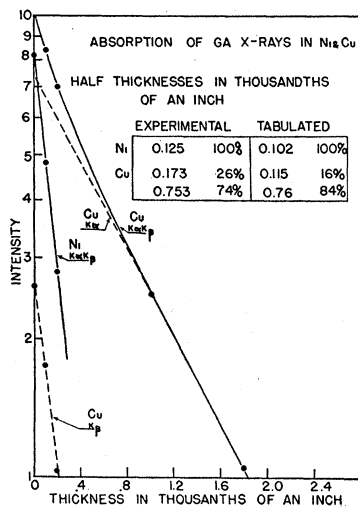 ABSORPTION OF GA X-RAYS IN Ni & Cu
HALF THICKNESSES IN THOUSANDTHS
OF AN INCH
EXPERIMENTAL TABULATED
Ni 0.125 100% 0.102 100%
Cu 0.173 26% 0.115 16%
0.753 74% 0.76 84%
10
9
8
7
6
5
4
3
2
1
INTENSITY
Cu
Kα
Cu
KαKβ
Ni
KαKβ
Cu
Kβ
0 .4 .8 1.2 1.6 2.0 2.4
THICKNESS IN THOUSANTHS OF AN INCH